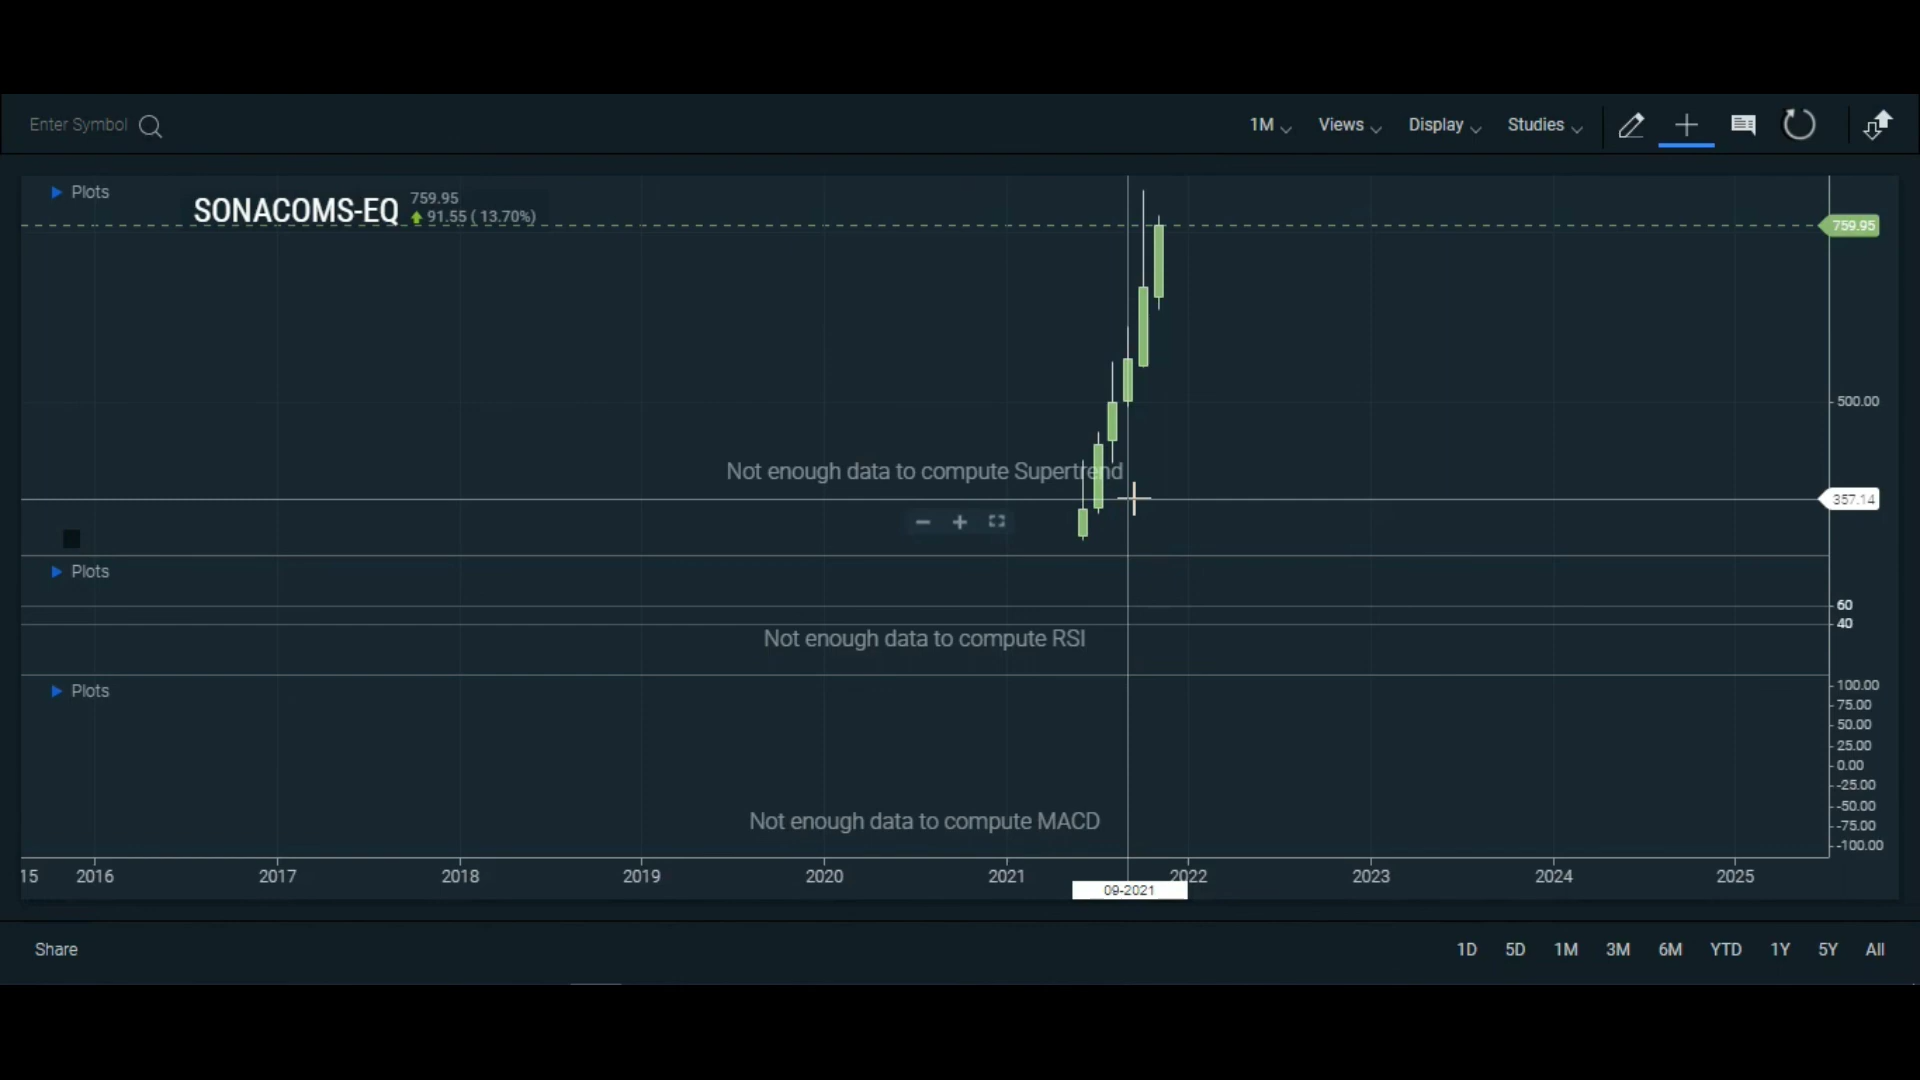 Enter Symbol
1M Views Display Studies
Plots
SONACOMS-EQ
759.95
91.55 ( 13.70%)
759.95
500.00
Not enough data to compute Supertrend
357.14
Plots
60
40
Not enough data to compute RSI
Plots
100.00
75.00
50.00
25.00
0.00
-25.00
-50.00
-75.00
-100.00
Not enough data to compute MACD
15 2016 2017 2018 2019 2020 2021 2022 2023 2024 2025
09-2021
Share
1D 5D 1M 3M 6M YTD 1Y 5Y All